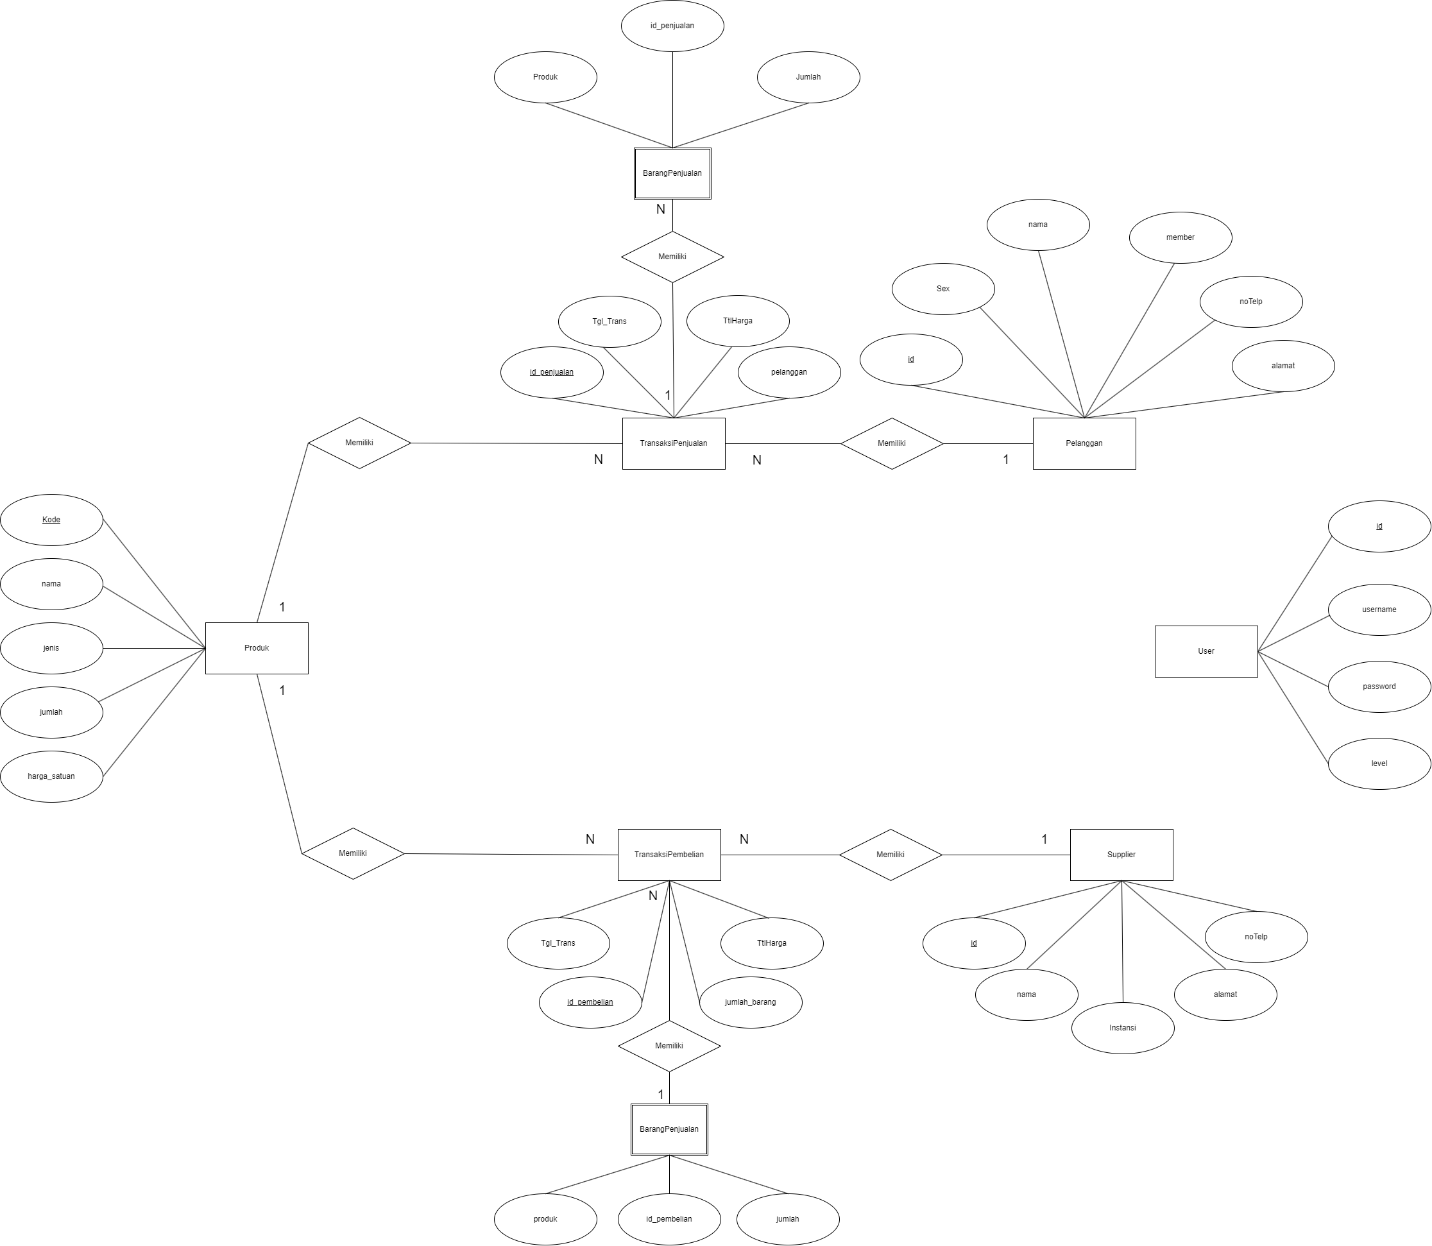 id_penjualan
Produk
Jumlah
BarangPenjualan
N
Memiliki
nama
member
Sex
noTelp
Tgl_Trans
TtlHarga
id
alamat
id_penjualan
pelanggan
1
Memiliki
TransaksiPenjualan
Memiliki
Pelanggan
N
N
1
Kode
id
nama
username
1
jenis
Produk
User
1
password
jumlah
level
harga_satuan
N
N
1
Memiliki
TransaksiPembelian
Memiliki
Supplier
N
Tgl_Trans
TtlHarga
id
noTelp
id_pembelian
jumlah_barang
nama
alamat
Instansi
Memiliki
1
BarangPenjualan
produk
id_pembelian
jumlah